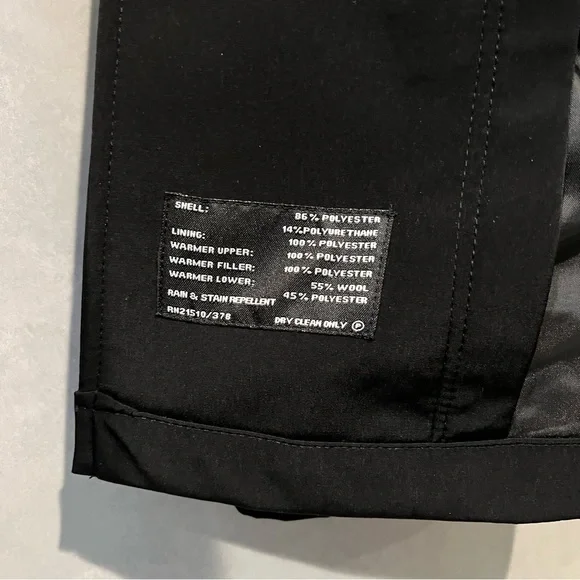 SHELL: 86% POLYESTER
14% POLYURETHANE
LINING: 100% POLYESTER
WARMER UPPER: 100% POLYESTER
WARMER FILLER: 100% POLYESTER
WARMER LOWER: 55% WOOL
45% POLYESTER
RAIN & STAIN REPELLENT
RN21510/378 DRY CLEAN ONLY P